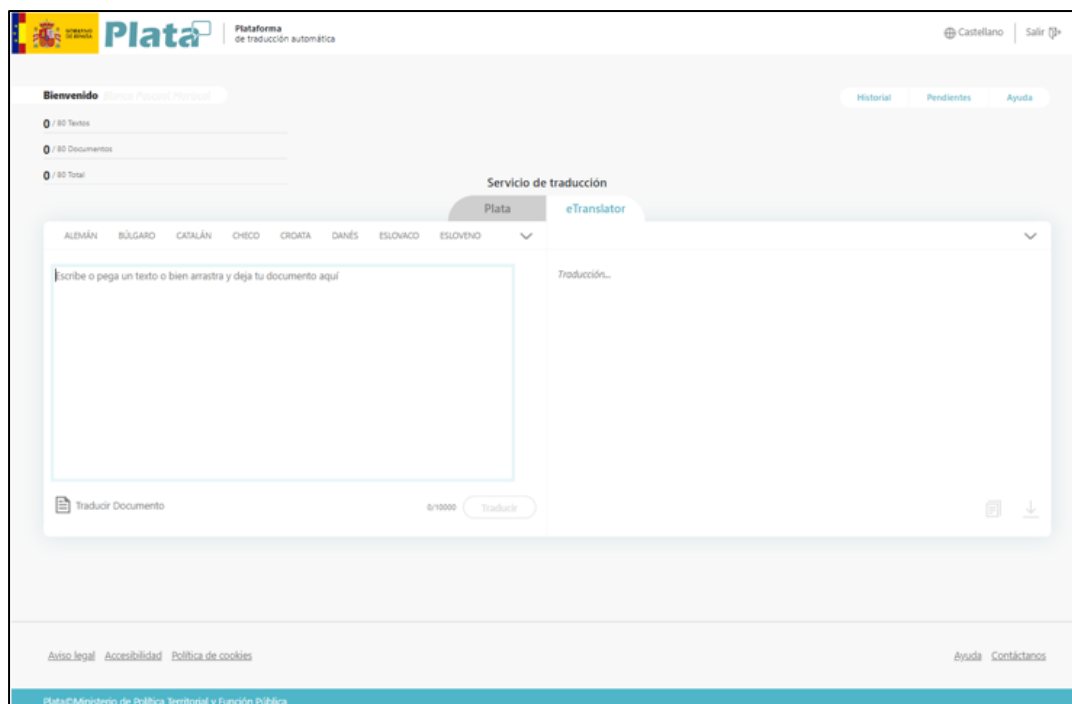 GOBIERNO
DE ESPAÑA
Plata
Plataforma
de traducción automática
Castellano
Salir
Bienvenido
Historial
Pendientes
Ayuda
0 / 80 Textos
0 / 80 Documentos
0 / 80 Total
Servicio de traducción
Plata
eTranslator
ALEMÁN BÚLGARO CATALÁN CHECO CROATA DANÉS ESLOVACO ESLOVENO
Escribe o pega un texto o bien arrastra y deja tu documento aquí
Traducción...
Traducir Documento
0/10000
Traducir
Aviso legal Accesibilidad Política de cookies
Ayuda Contáctanos
Plata©Ministerio de Política Territorial y Función Pública